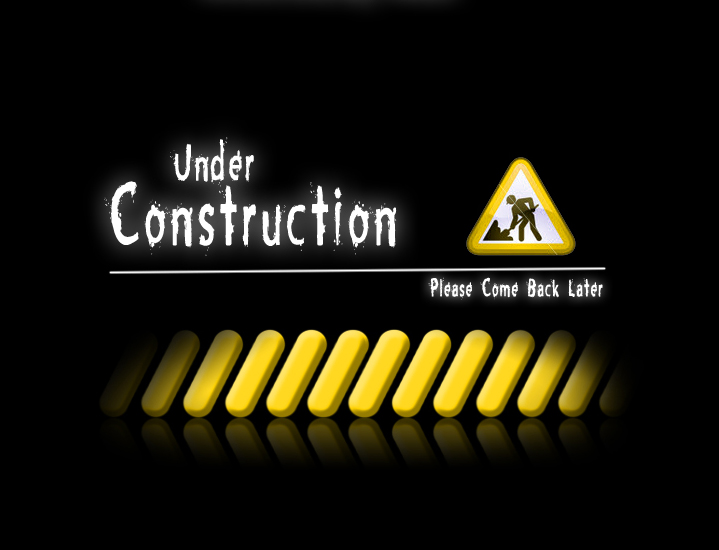 Under
Construction
Please Come Back Later